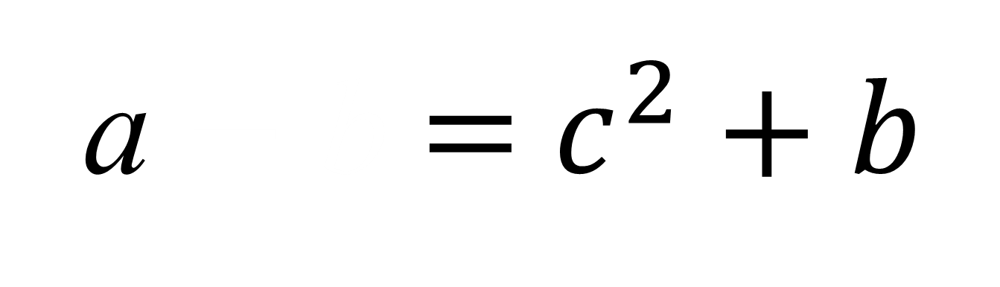 a = c² + b